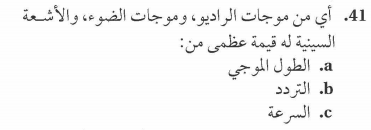 41. أي من موجات الراديو، وموجات الضوء، والأشعة
السينية له قيمة عظمى من:
a. الطول الموجي
b. التردد
c. السرعة